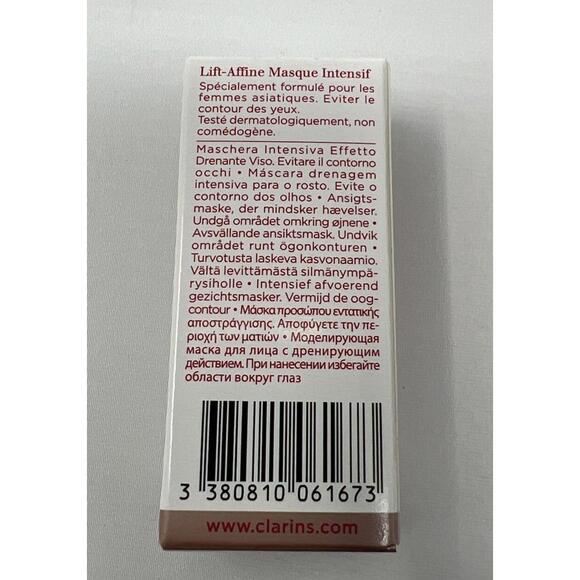 Lift-Affine Masque Intensif
Spécialement formulé pour les
femmes asiatiques. Eviter le
contour des yeux.
Testé dermatologiquement, non
comédogène.
Maschera Intensiva Effetto
Drenante Viso. Evitare il contorno
occhi • Máscara drenagem
intensiva para o rosto. Evite o
contorno dos olhos • Ansigts-
maske, der mindsker hævelser.
Undgå området omkring øjnene •
Avsvällande ansiktsmask. Undvik
området runt ögonkonturen •
Turvotusta laskeva kasvonaamio.
Vältä levittämästä silmänympä-
rysiholle • Intensief afvoerend
gezichtsmasker. Vermijd de oog-
contour • Μάσκα προσώπου εντατικής
αποστράγγισης. Αποφύγετε την πε-
ριοχή των ματιών • Моделирующая
маска для лица с дренирующим
действием. При нанесении избегайте
области вокруг глаз
3 380810 061673
www.clarins.com